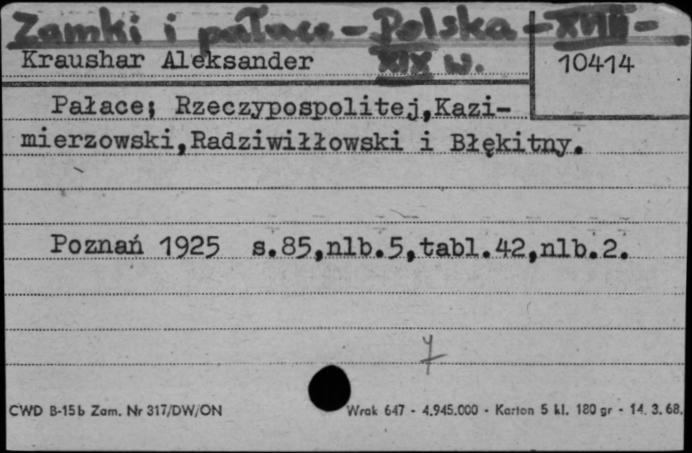 Zamki i pałace - Polska - XVIII -
XIX w.
Kraushar Aleksander
10414
Pałace; Rzeczypospolitej,Kazi-
mierzowski,Radziwiłłowski i Błękitny.
Poznań 1925 s.85,nlb.5,tabl.42,nlb.2.
CWD B-15b Zam. Nr 317/DW/ON
Wrak 647 - 4.945.000 - Karton 5 kl. 180 gr - 14. 3. 68.